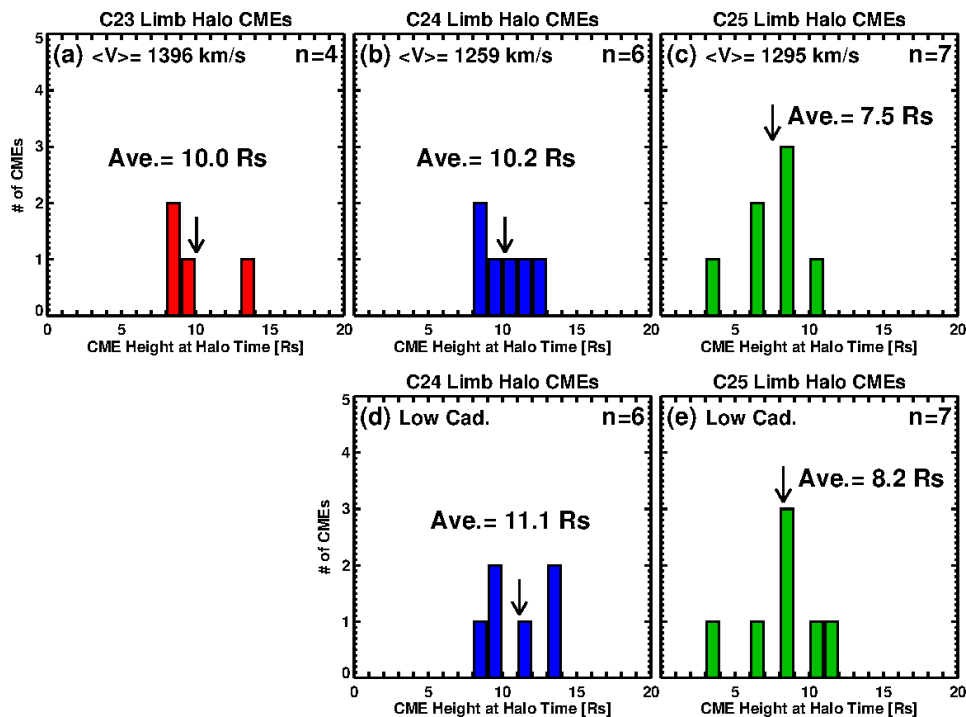 C23 Limb Halo CMEs
C24 Limb Halo CMEs
C25 Limb Halo CMEs
(a) <V>= 1396 km/s n=4
(b) <V>= 1259 km/s n=6
(c) <V>= 1295 km/s n=7
Ave.= 10.0 Rs
Ave.= 10.2 Rs
Ave.= 7.5 Rs
# of CMEs
5
4
3
2
1
0
0 5 10 15 20
0 5 10 15 20
5 10 15 20
CME Height at Halo Time [Rs]
CME Height at Halo Time [Rs]
CME Height at Halo Time [Rs]
C24 Limb Halo CMEs
C25 Limb Halo CMEs
(d) Low Cad. n=6
(e) Low Cad. n=7
Ave.= 11.1 Rs
Ave.= 8.2 Rs
# of CMEs
5
4
3
2
1
0
0 5 10 15 20
5 10 15 20
CME Height at Halo Time [Rs]
CME Height at Halo Time [Rs]